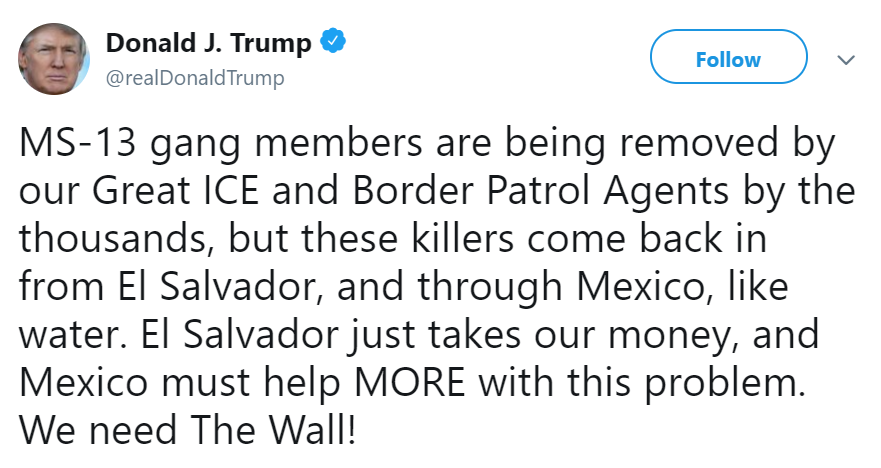 Donald J. Trump
@realDonaldTrump
Follow
MS-13 gang members are being removed by
our Great ICE and Border Patrol Agents by the
thousands, but these killers come back in
from El Salvador, and through Mexico, like
water. El Salvador just takes our money, and
Mexico must help MORE with this problem.
We need The Wall!